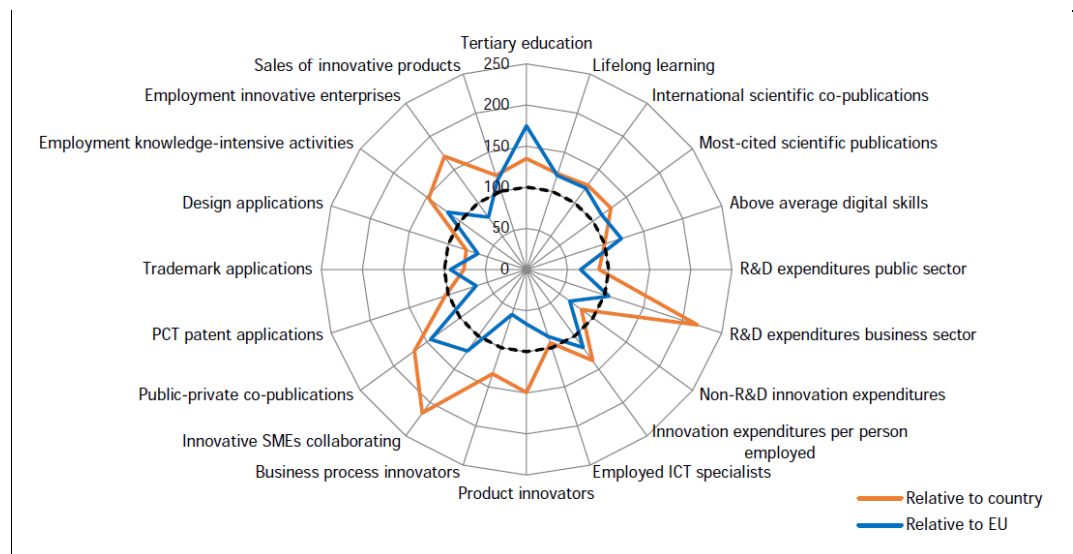 Tertiary education
250
Sales of innovative products
Lifelong learning
Employment innovative enterprises
200
International scientific co-publications
Employment knowledge-intensive activities
150
Most-cited scientific publications
100
Design applications
50
Above average digital skills
Trademark applications
0
R&D expenditures public sector
PCT patent applications
R&D expenditures business sector
Public-private co-publications
Non-R&D innovation expenditures
Innovative SMEs collaborating
Innovation expenditures per person
employed
Business process innovators
Employed ICT specialists
Product innovators
Relative to country
Relative to EU